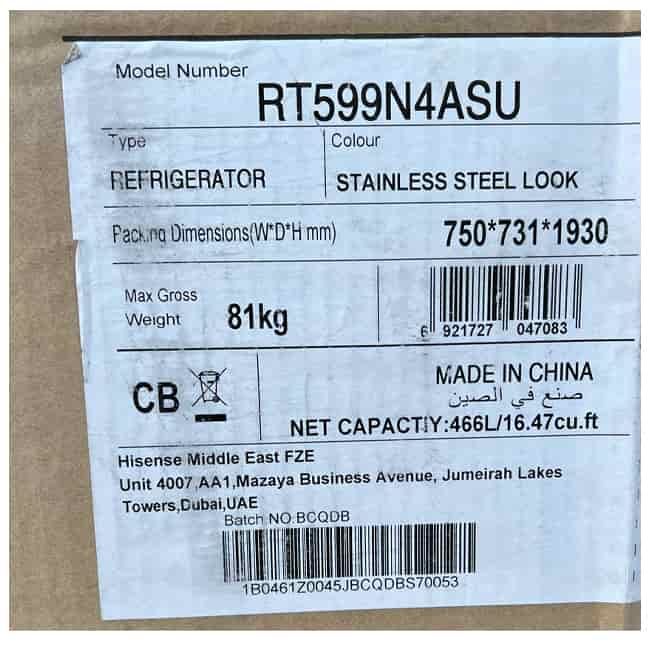 Model Number
RT599N4ASU
Type
Colour
REFRIGERATOR
STAINLESS STEEL LOOK
Packing Dimensions(W*D*H mm)
750*731*1930
Max Gross
Weight
81kg
6 921727 047083
CB
MADE IN CHINA
صنع في الصين
NET CAPACTIY:466L/16.47cu.ft
Hisense Middle East FZE
Unit 4007,AA1,Mazaya Business Avenue, Jumeirah Lakes
Towers,Dubai,UAE
Batch NO.BCQDB
1B0461Z0045JBCQDBS70053